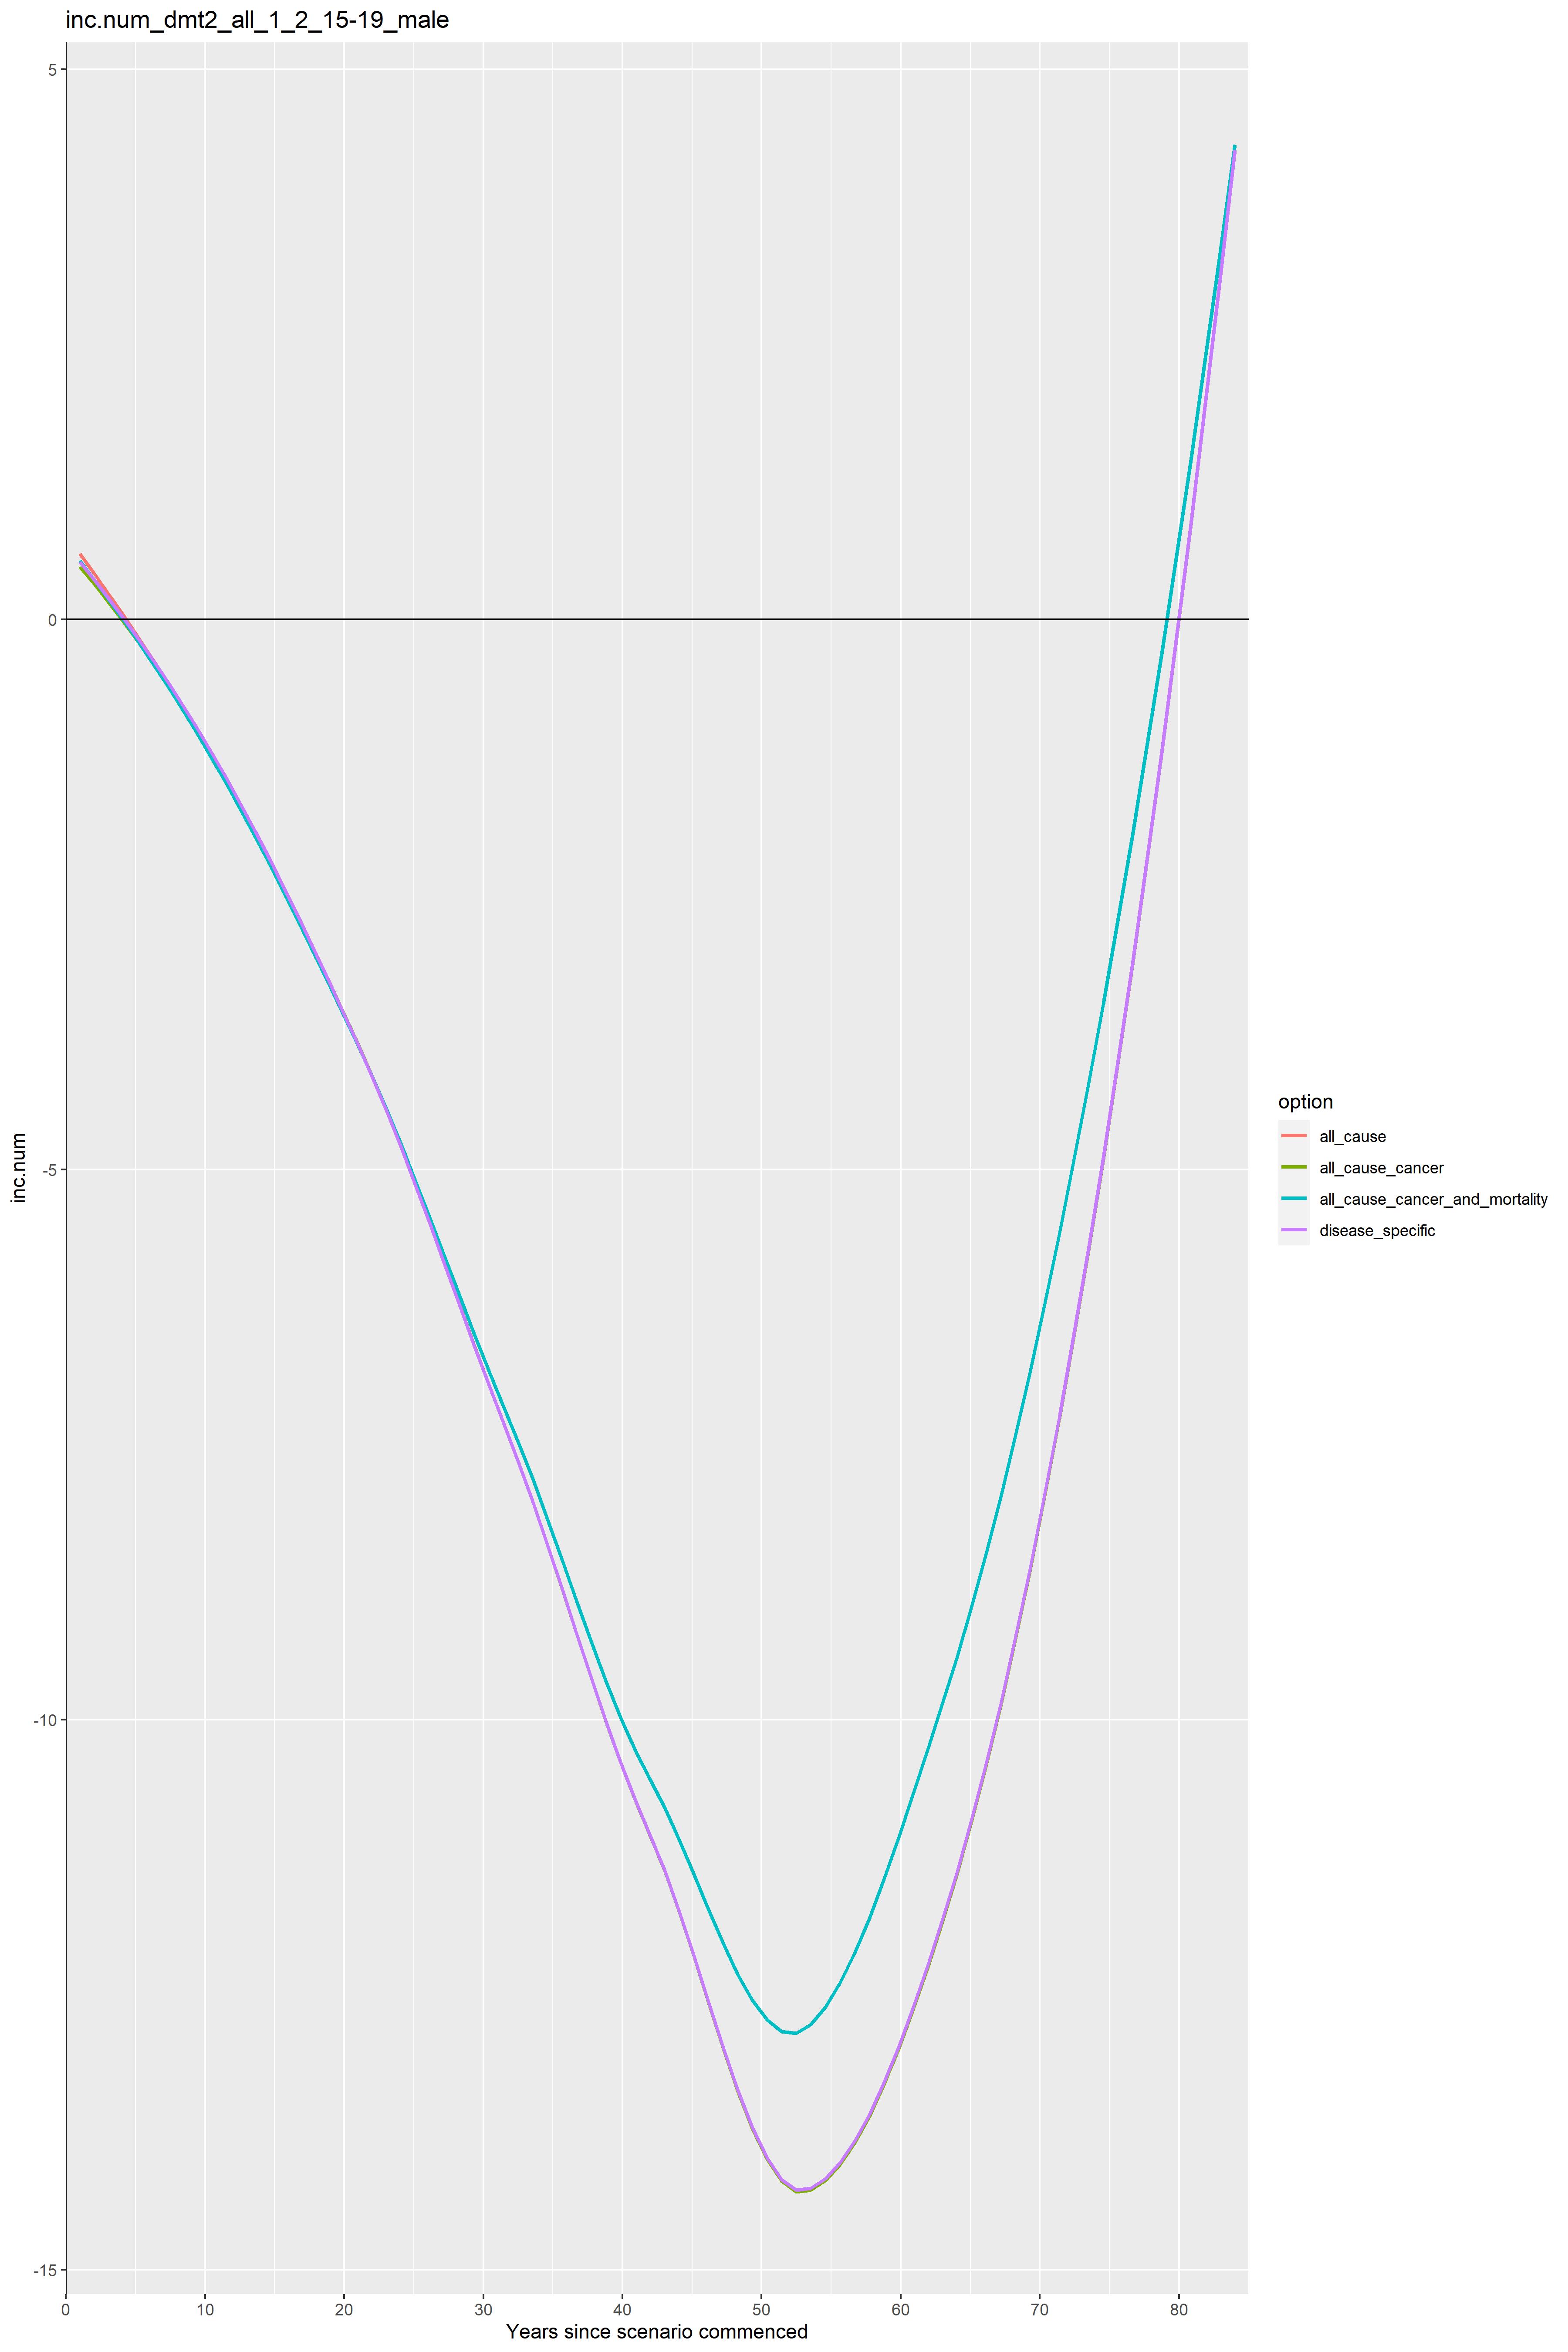 inc.num_dmt2_all_1_2_15-19_male
5
0
-5
-10
-15
inc.num
0 10 20 30 40 50 60 70 80
Years since scenario commenced
option
all_cause
all_cause_cancer
all_cause_cancer_and_mortality
disease_specific